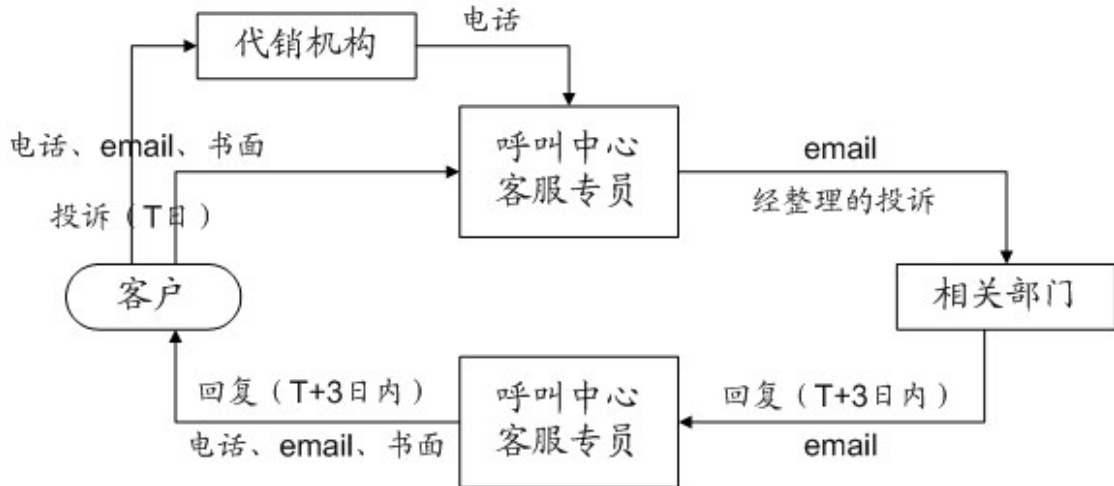 电话
代销机构
呼叫中心
客服专员
电话、email、书面
email
经整理的投诉
投诉（T日）
客户
相关部门
回复（T+3日内）
电话、email、书面
呼叫中心
客服专员
回复（T+3日内）
email